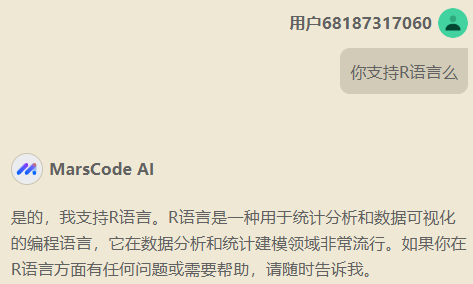 用户68187317060
你支持R语言么
MarsCode AI
是的，我支持R语言。R语言是一种用于统计分析和数据可视化
的编程语言，它在数据分析和统计建模领域非常流行。如果你在
R语言方面有任何问题或需要帮助，请随时告诉我。